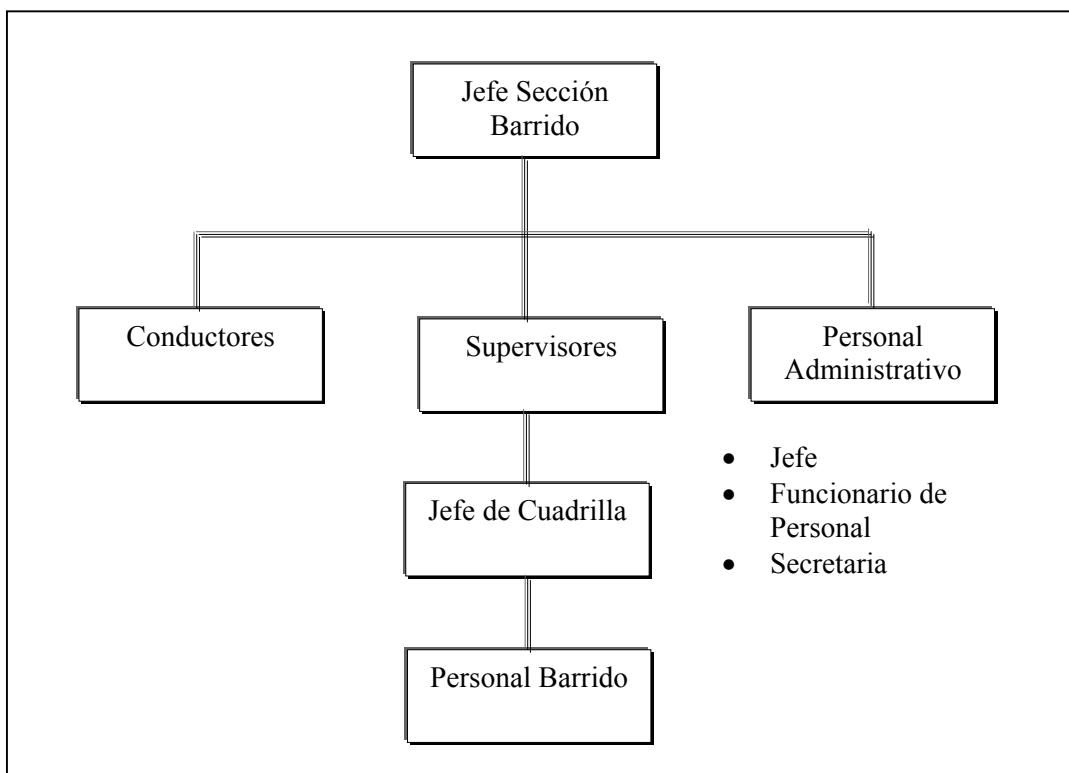 Jefe Sección
Barrido
Conductores
Supervisores
Personal
Administrativo
• Jefe
• Funcionario de
Personal
• Secretaria
Jefe de Cuadrilla
Personal Barrido